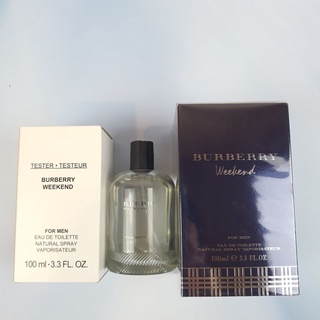 TESTER • TESTEUR
BURBERRY
WEEKEND
FOR MEN
EAU DE TOILETTE
NATURAL SPRAY
VAPORISATEUR
100 ml - 3.3 FL. OZ.
BURBERRY
Weekend
FOR MEN
EAU DE TOILETTE
NATURAL SPRAY VAPORISATEUR
100ml e 3.3 FL.OZ.